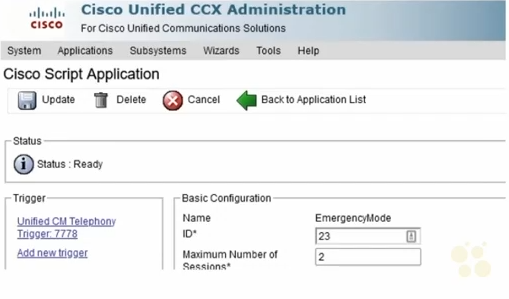 Cisco Unified CCX Administration
CISCO
For Cisco Unified Communications Solutions
System Applications Subsystems Wizards Tools Help
Cisco Script Application
Update Delete Cancel Back to Application List
Status
Status : Ready
Trigger
Unified CM Telephony
Trigger: 7778
Add new trigger
Basic Configuration
Name EmergencyMode
ID* 23
Maximum Number of
Sessions* 2